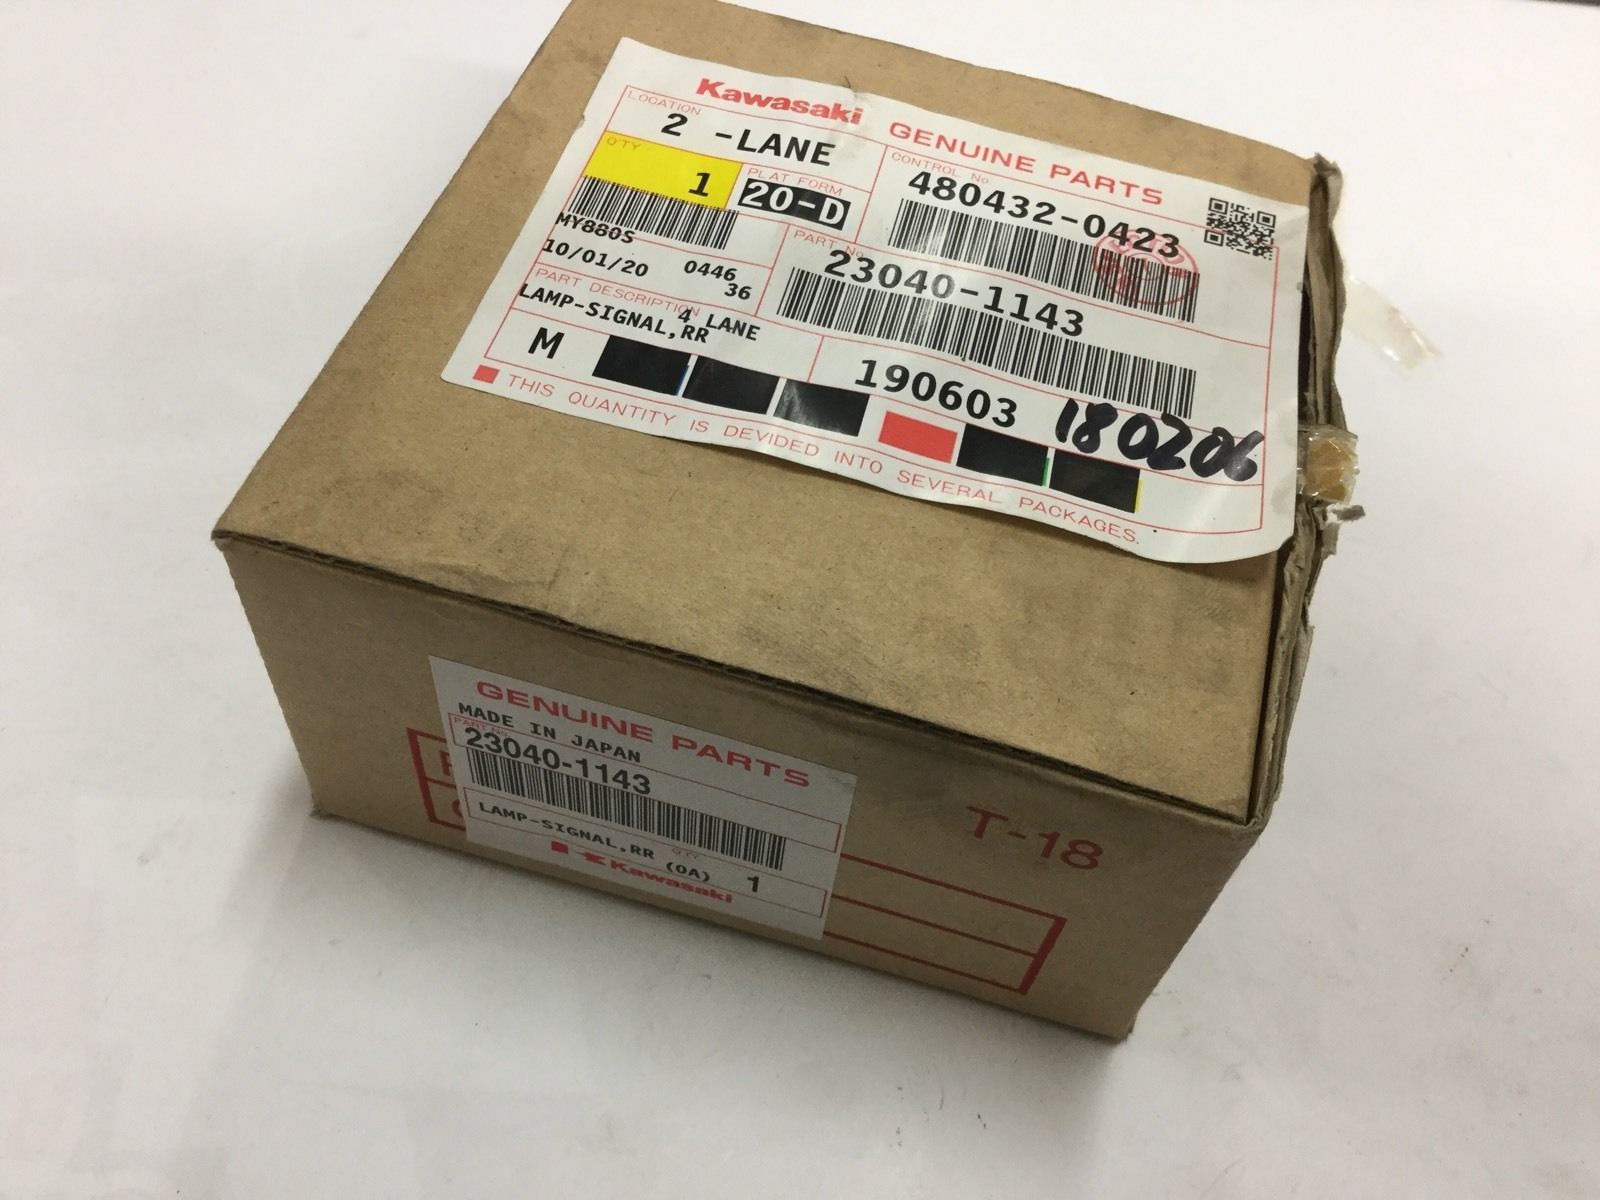 Kawasaki GENUINE PARTS
LOCATION
2 -LANE
QTY
1
PLAT FORM
20-D
CONTROL No
480432-0423
MY880S
10/01/20 0446
36
PART No.
23040-1143
PART DESCRIPTION
4 LANE
LAMP-SIGNAL,RR
M
190603
180206
THIS QUANTITY IS DEVIDED INTO SEVERAL PACKAGES.
GENUINE PARTS
MADE IN JAPAN
PART No.
23040-1143
LAMP-SIGNAL,RR (OA)
QTY.
1
Kawasaki
T-18